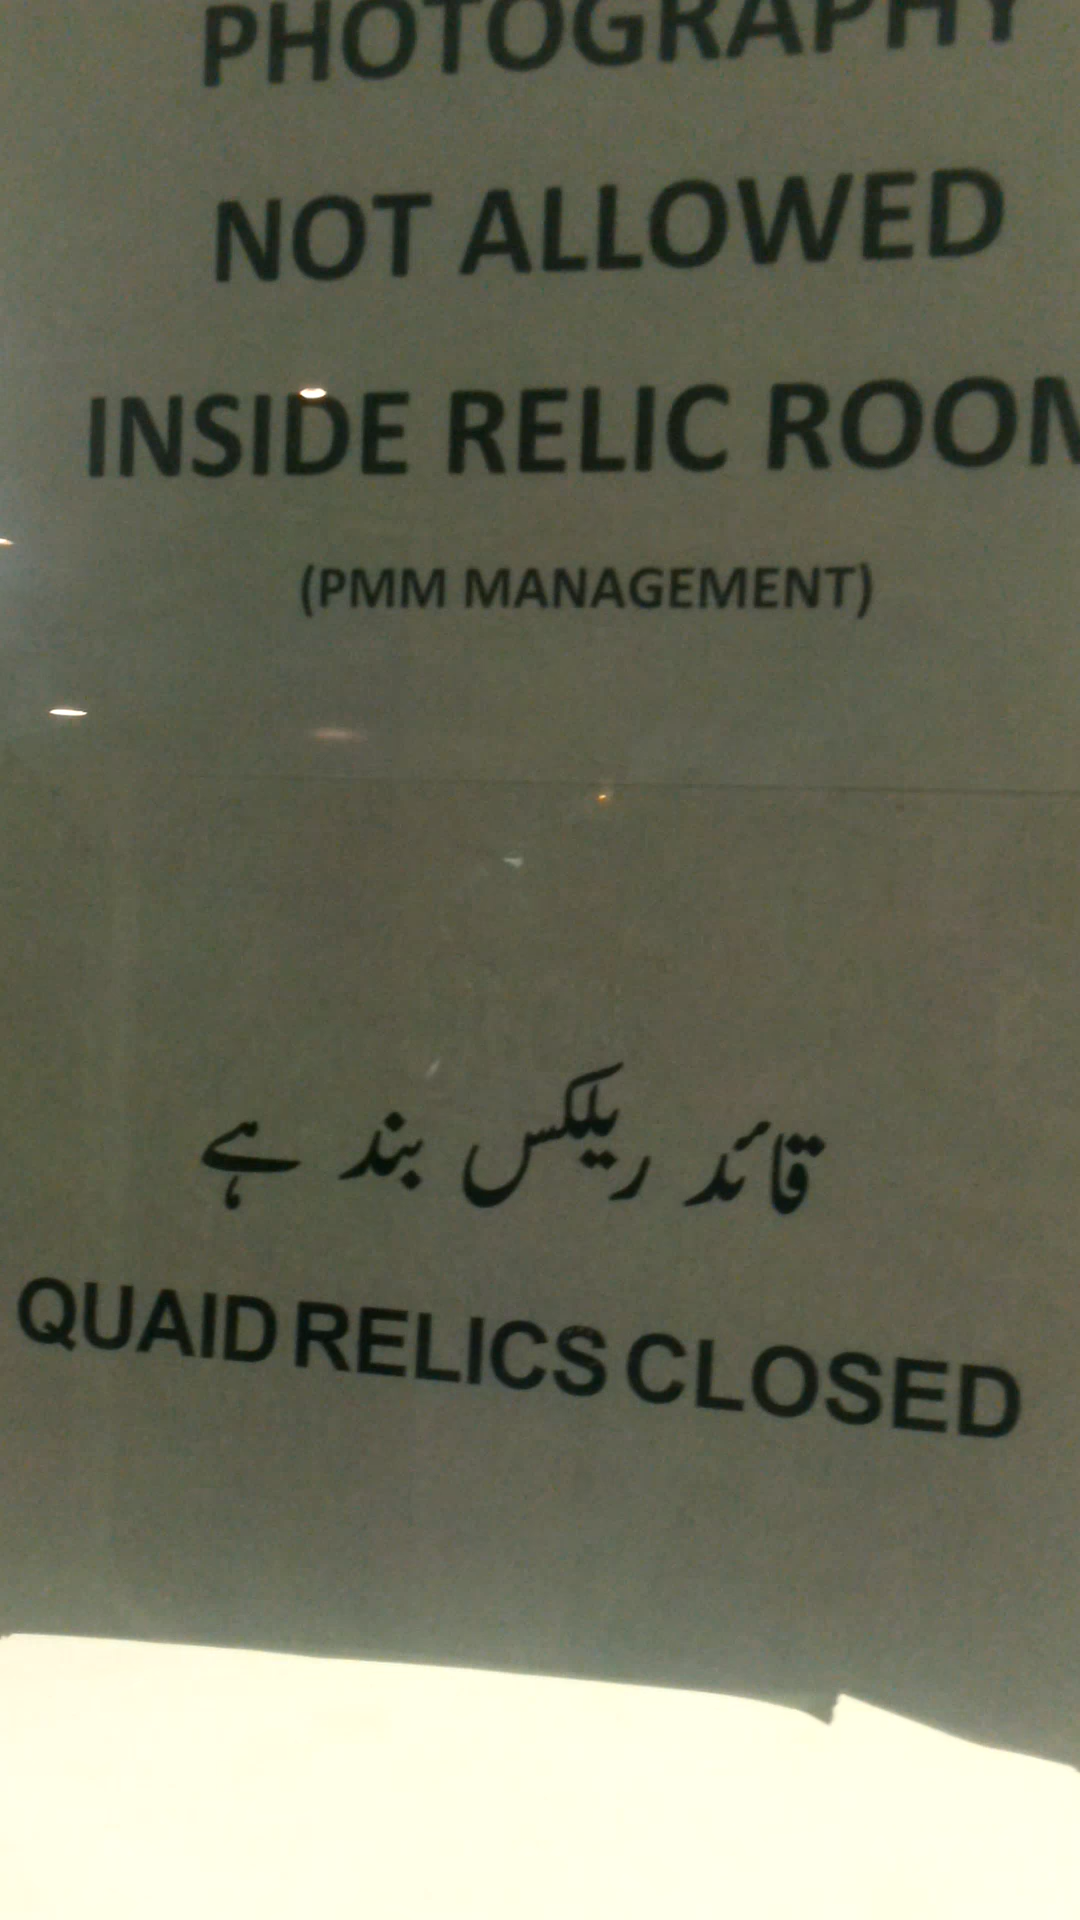 PHOTOGRAPHY
NOT ALLOWED
INSIDE RELIC ROOM
(PMM MANAGEMENT)
قائد ریلکس بند ہے
QUAID RELICS CLOSED